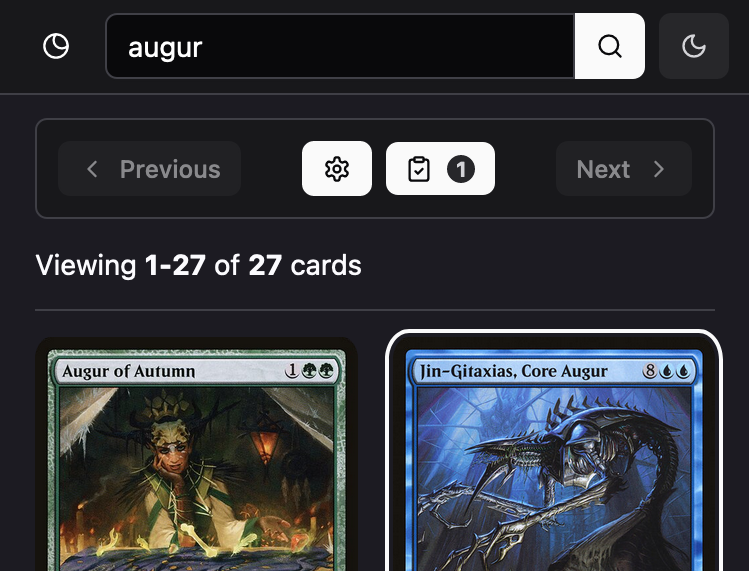 augur
Previous
1
Next
Viewing 1-27 of 27 cards
Augur of Autumn 1
Jin-Gitaxias, Core Augur 8